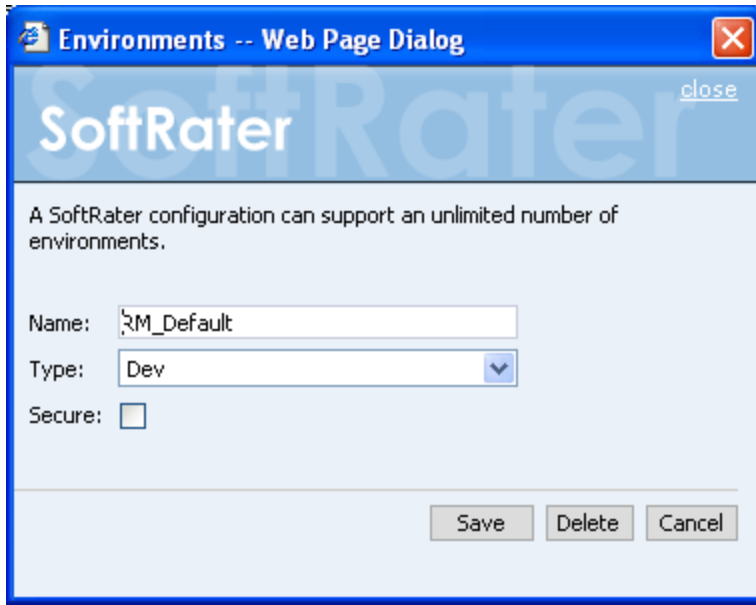 Environments -- Web Page Dialog
close
SoftRater
SoftRater
A SoftRater configuration can support an unlimited number of
environments.
Name: RM_Default
Type: Dev
Secure:
Save Delete Cancel